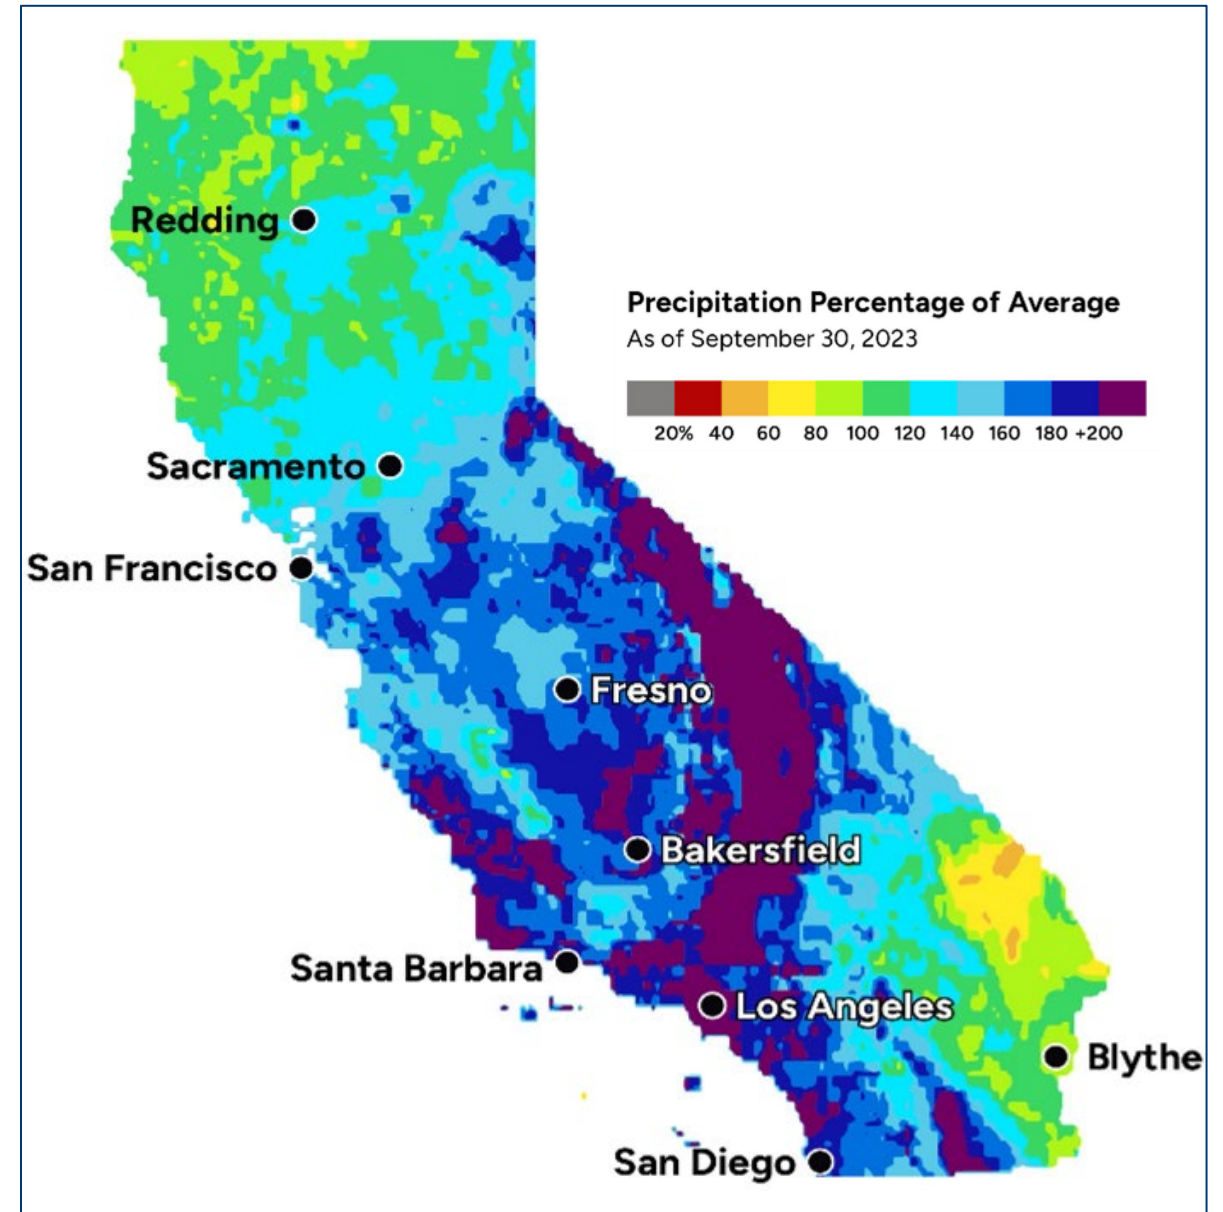 Redding
Precipitation Percentage of Average
As of September 30, 2023
20% 40 60 80 100 120 140 160 180 +200
Sacramento
San Francisco
Fresno
Bakersfield
Santa Barbara
Los Angeles
Blythe
San Diego